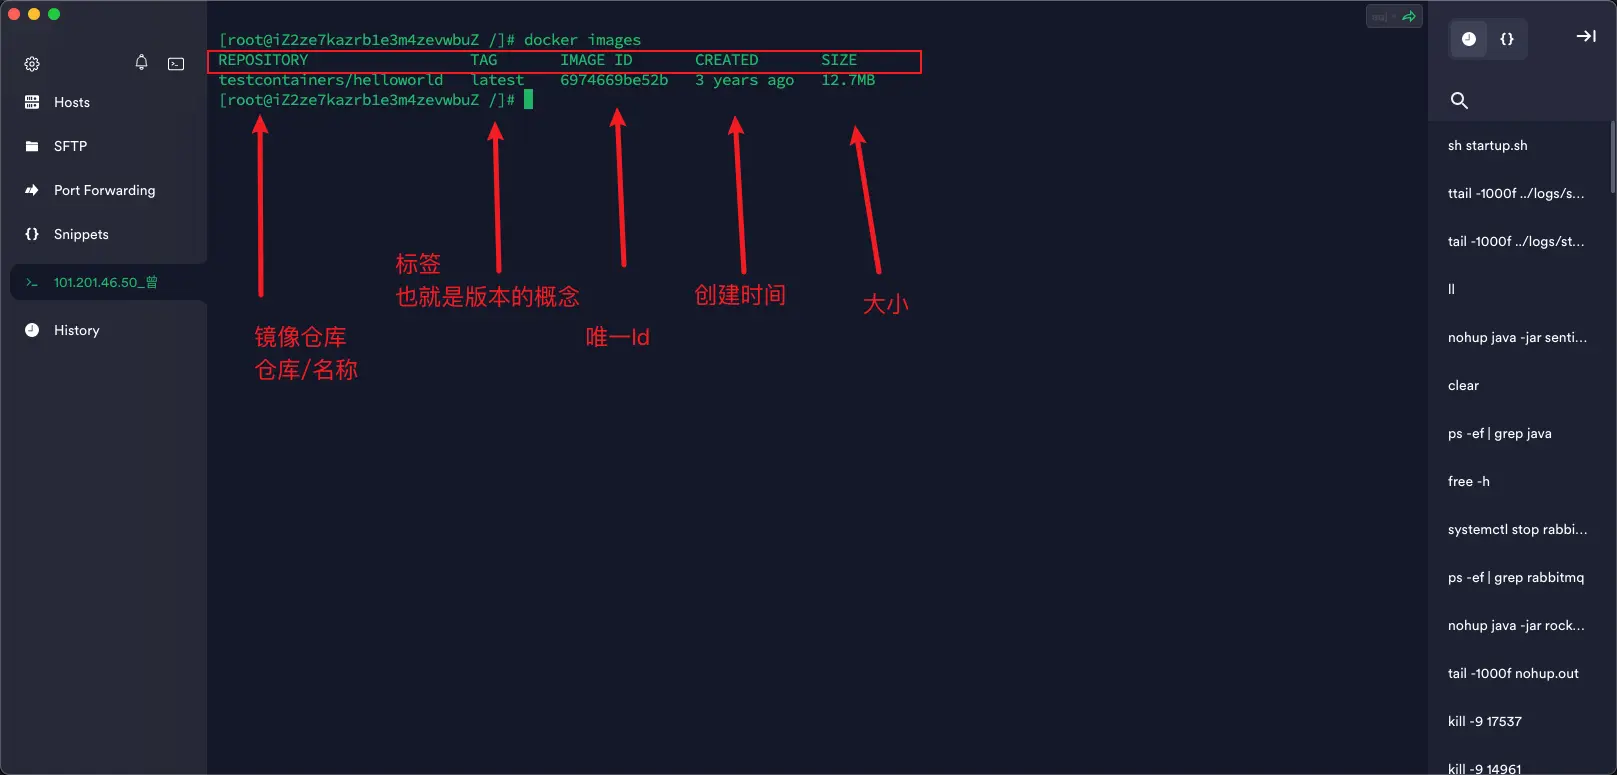 [root@iZ2ze7kazrb1e3m4zevwbuZ /]# docker images
REPOSITORY TAG IMAGE ID CREATED SIZE
testcontainers/helloworld latest 6974669be52b 3 years ago 12.7MB
[root@iZ2ze7kazrb1e3m4zevwbuZ /]#
Hosts
SFTP
Port Forwarding
{} Snippets
>_ 101.201.46.50_曾
History
标签
也就是版本的概念
镜像仓库
仓库/名称
唯一Id
创建时间
大小
{}
sh startup.sh
ttail -1000f ../logs/s...
tail -1000f ../logs/st...
ll
nohup java -jar senti...
clear
ps -ef | grep java
free -h
systemctl stop rabbi...
ps -ef | grep rabbitmq
nohup java -jar rock...
tail -1000f nohup.out
kill -9 17537
kill -9 14961